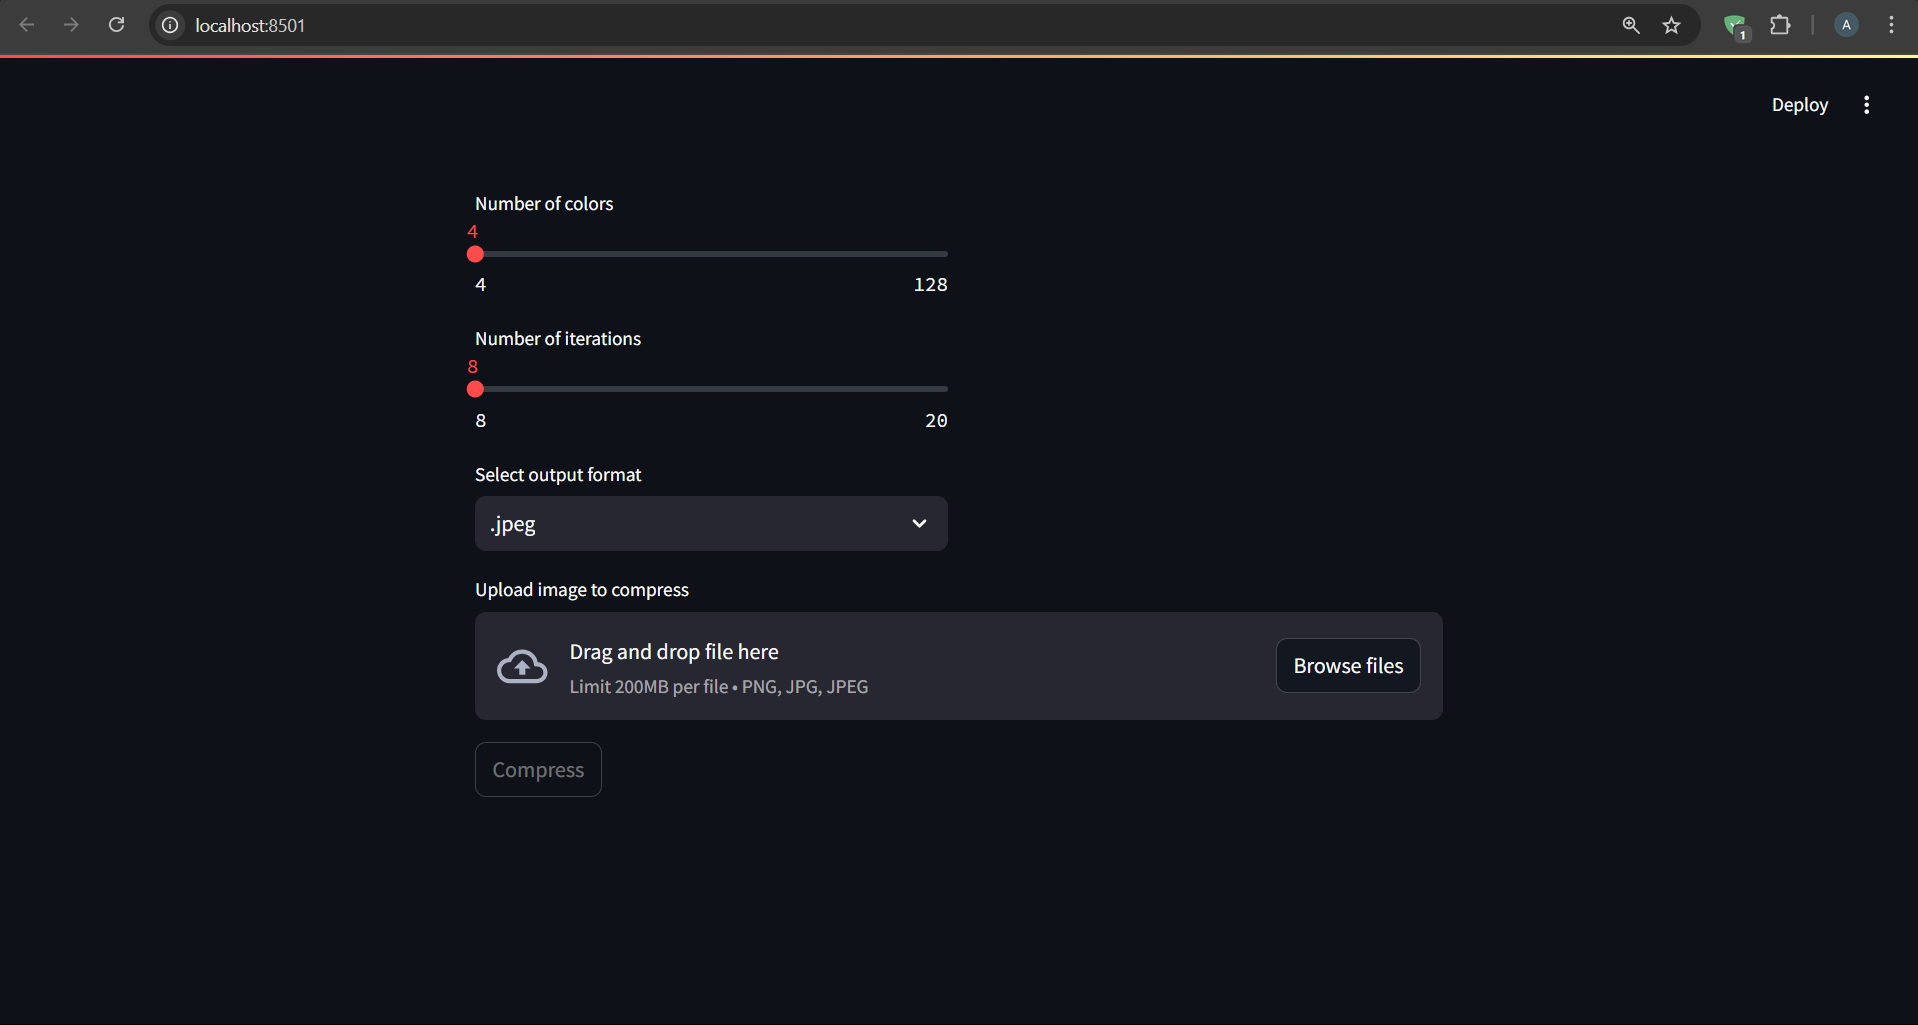 localhost:8501
1
A
Deploy
Number of colors
4
4 128
Number of iterations
8
8 20
Select output format
.jpeg
Upload image to compress
Drag and drop file here
Limit 200MB per file • PNG, JPG, JPEG
Browse files
Compress